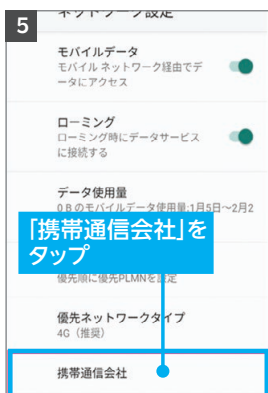 5
ネットワーク設定
モバイルデータ
モバイル ネットワーク経由でデ
ータにアクセス
ローミング
ローミング時にデータサービス
に接続する
データ使用量
0 B のモバイルデータ使用量:1月5日～2月2
「携帯通信会社」を
タップ
優先順に優先PLMNを設定
優先ネットワークタイプ
4G（推奨）
携帯通信会社